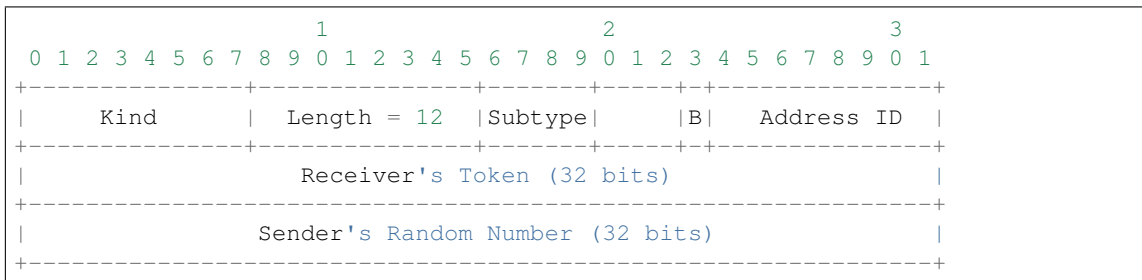 1                   2                   3
 0 1 2 3 4 5 6 7 8 9 0 1 2 3 4 5 6 7 8 9 0 1 2 3 4 5 6 7 8 9 0 1
+---------------+---------------+-------+-----+-+---------------+
|     Kind      |  Length = 12  |Subtype|     |B|   Address ID  |
+---------------+---------------+-------+-----+-+---------------+
|                   Receiver's Token (32 bits)                  |
+---------------------------------------------------------------+
|                Sender's Random Number (32 bits)               |
+---------------------------------------------------------------+